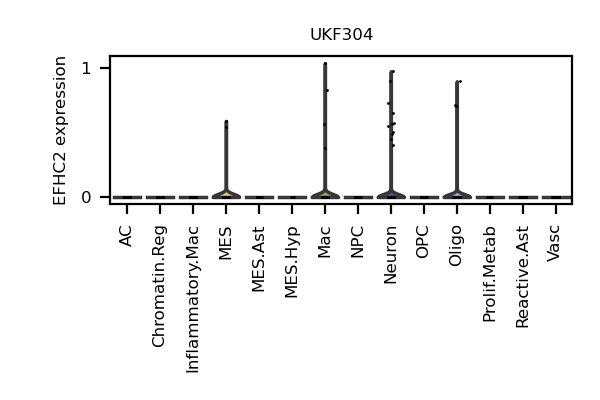 UKF304
EFHC2 expression
1
0
AC
Chromatin.Reg
Inflammatory.Mac
MES
MES.Ast
MES.Hyp
Mac
NPC
Neuron
OPC
Oligo
Prolif.Metab
Reactive.Ast
Vasc